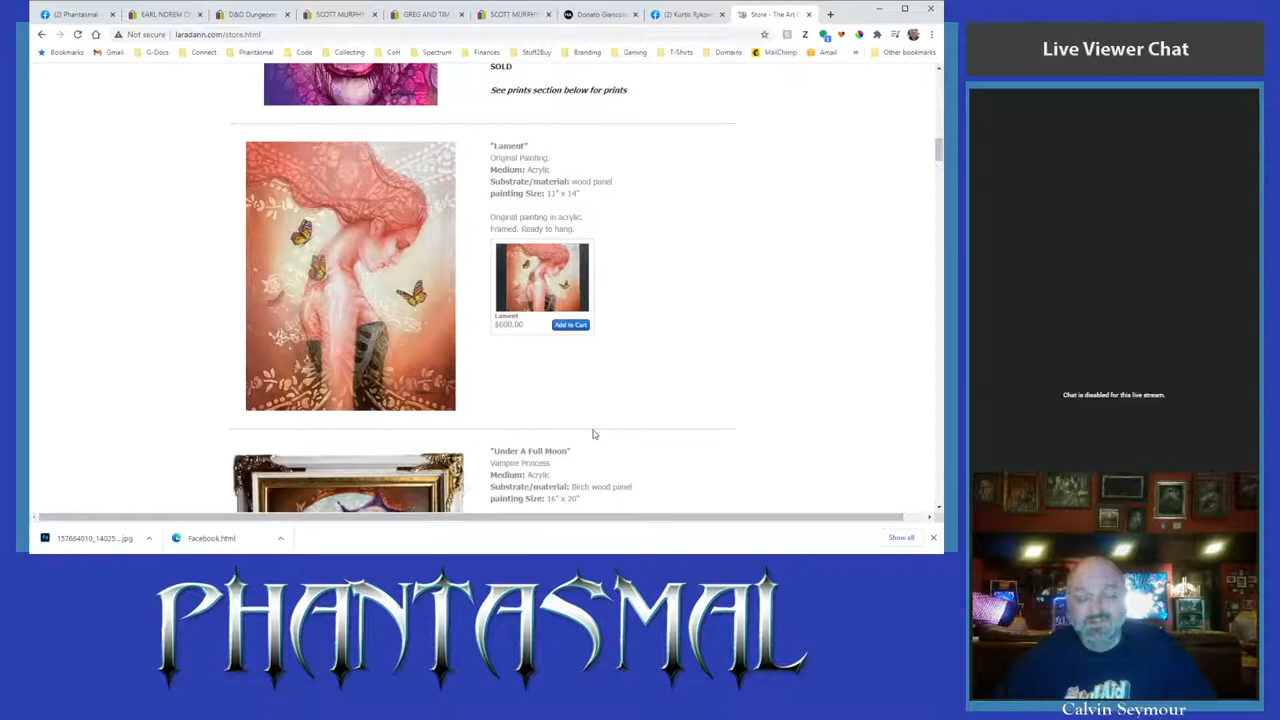 (2) Phantasmal
EARL NOREM C
D&D Dungeons
SCOTT MURPHY
GREG AND TIM
SCOTT MURPHY
Donato Giancola
(2) Kurtis Rykove
Store - The Art O
Not secure
laradann.com/store.html
Bookmarks
Gmail
G-Docs
Connect
Phantasmal
Code
Collecting
CoH
Spectrum
Finances
Stuff2Buy
Branding
Gaming
T-Shirts
Domains
MailChimp
Amail
Other bookmarks
SOLD
See prints section below for prints
"Lament"
Original Painting.
Medium: Acrylic
Substrate/material: wood panel
painting Size: 11" x 14"
Original painting in acrylic.
Framed. Ready to hang.
Lament
$600.00
Add to Cart
"Under A Full Moon"
Vampire Princess
Medium: Acrylic
Substrate/material: Birch wood panel
painting Size: 16" x 20"
157664010_14025....jpg
Facebook.html
Show all
PHANTASMAL
Live Viewer Chat
Chat is disabled for this live stream.
Calvin Seymour